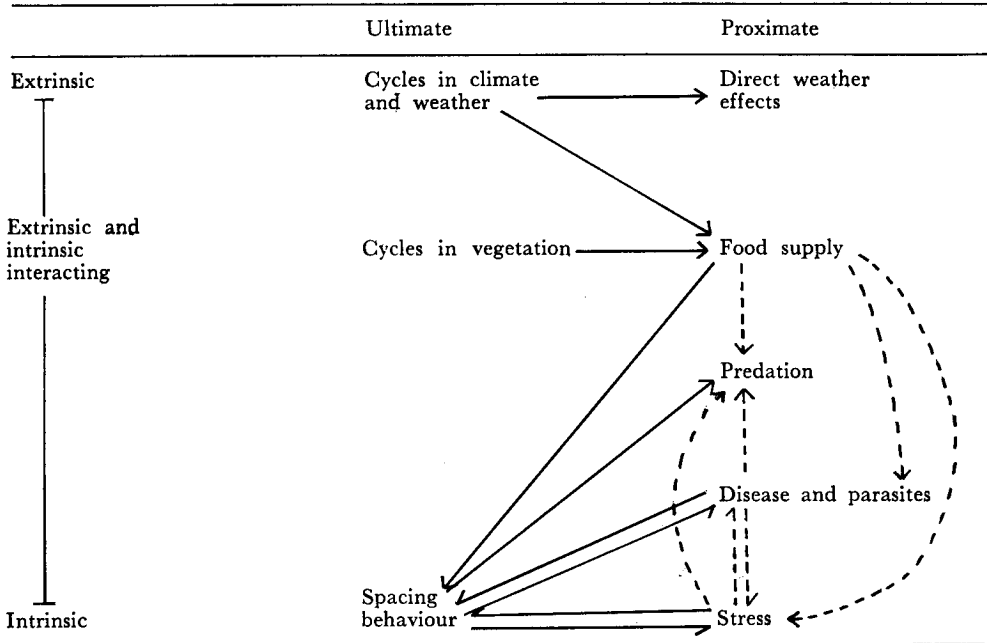 Ultimate Proximate
Extrinsic
Cycles in climate
and weather
Direct weather
effects
Extrinsic and
intrinsic
interacting
Cycles in vegetation
Food supply
Predation
Disease and parasites
Intrinsic
Spacing
behaviour
Stress